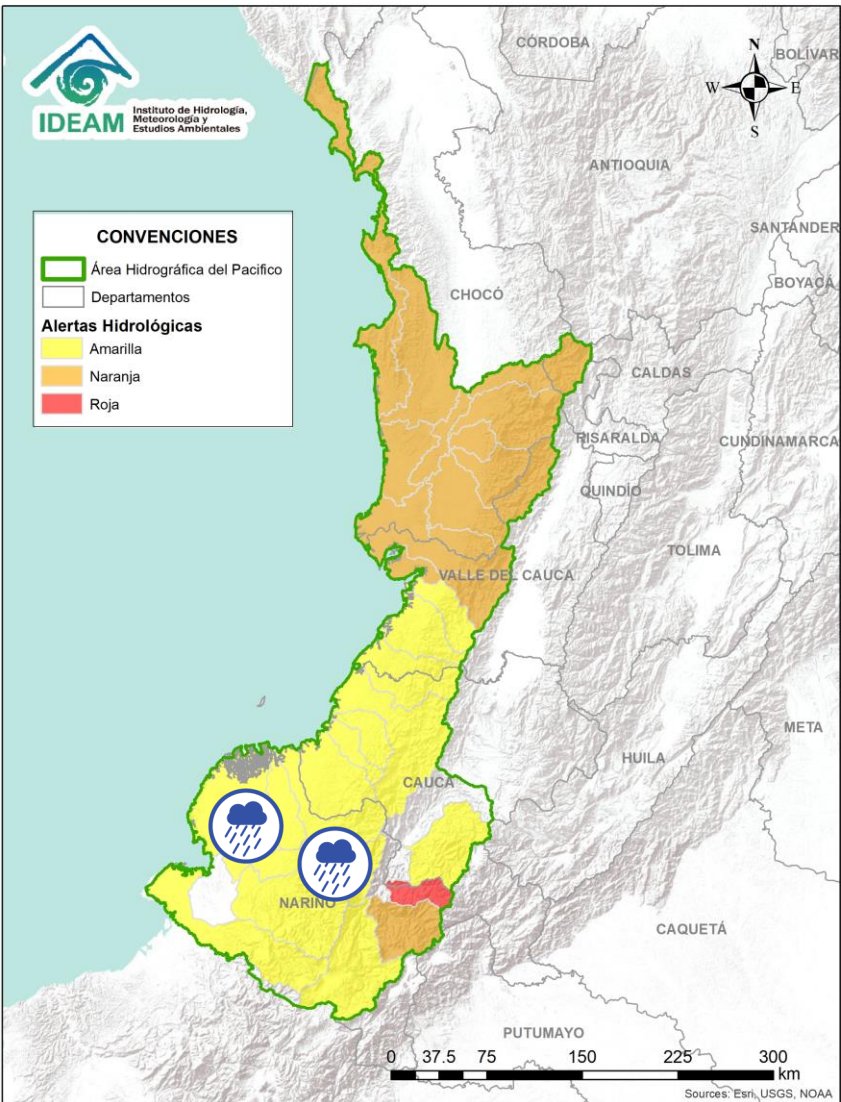 IDEAM
Instituto de Hidrología,
Meteorología y
Estudios Ambientales
CÓRDOBA
BOLÍVAR
N
W
E
S
ANTIOQUIA
SANTANDER
BOYACÁ
CONVENCIONES
Área Hidrográfica del Pacifico
Departamentos
Alertas Hidrológicas
Amarilla
Naranja
Roja
CHOCÓ
CALDAS
RISARALDA
CUNDINAMARCA
QUINDÍO
TOLIMA
VALLE DEL CAUCA
META
HUILA
CAUCA
NARIÑO
CAQUETÁ
PUTUMAYO
0 37.5 75 150 225 300
km
Sources: Esri, USGS, NOAA